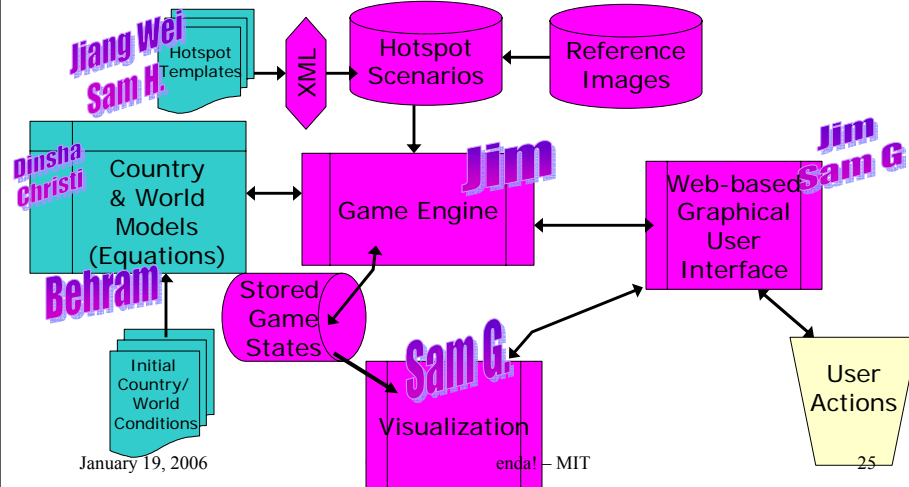 Jiang Wei
Sam H.
Hotspot
Templates
XML
Hotspot
Scenarios
Reference
Images
Dinsha
Christi
Country
& World
Models
(Equations)
Behram
Jim
Game Engine
Jim
Sam G
Web-based
Graphical
User
Interface
Stored
Game
States
Sam G.
Visualization
Initial
Country/
World
Conditions
User
Actions
January 19, 2006
enda! – MIT
25